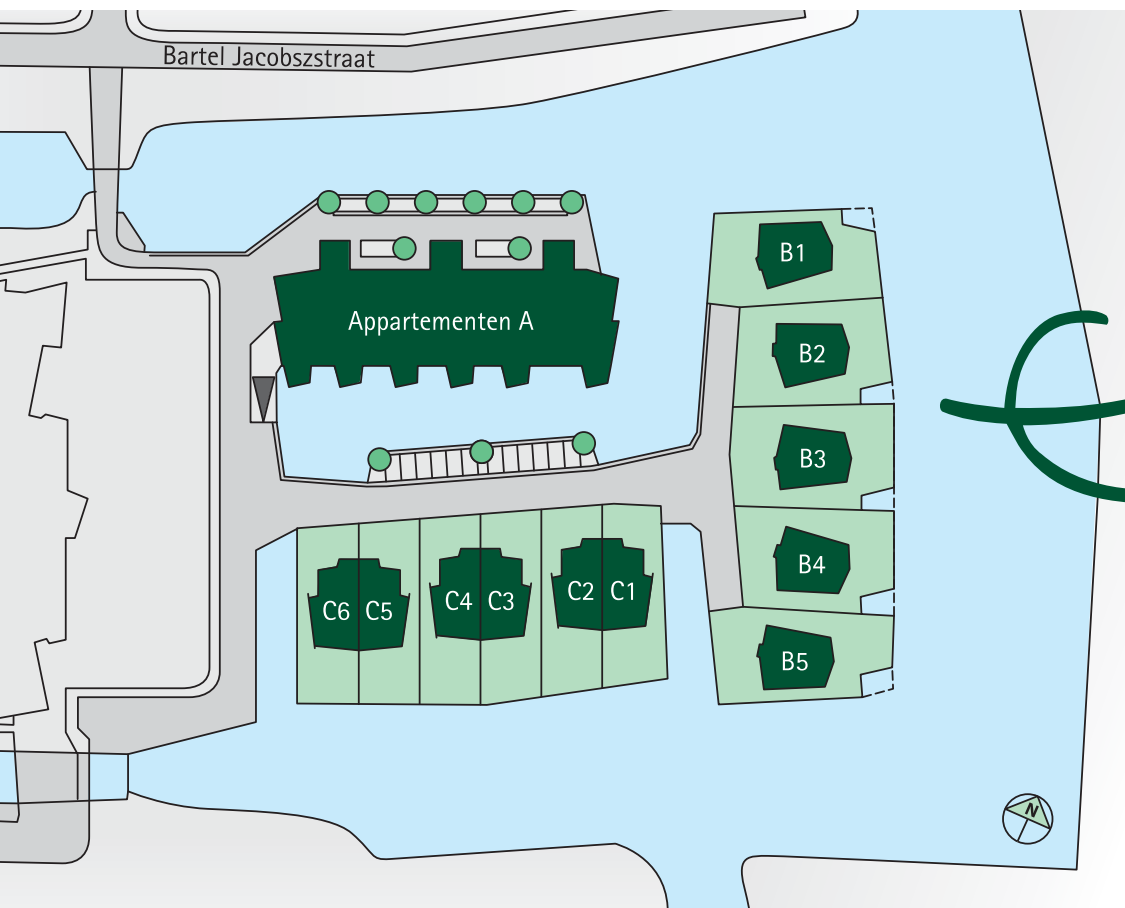 Bartel Jacobszstraat
B1
Appartementen A
B2
B3
B4
C6 C5 C4 C3 C2 C1
B5
N